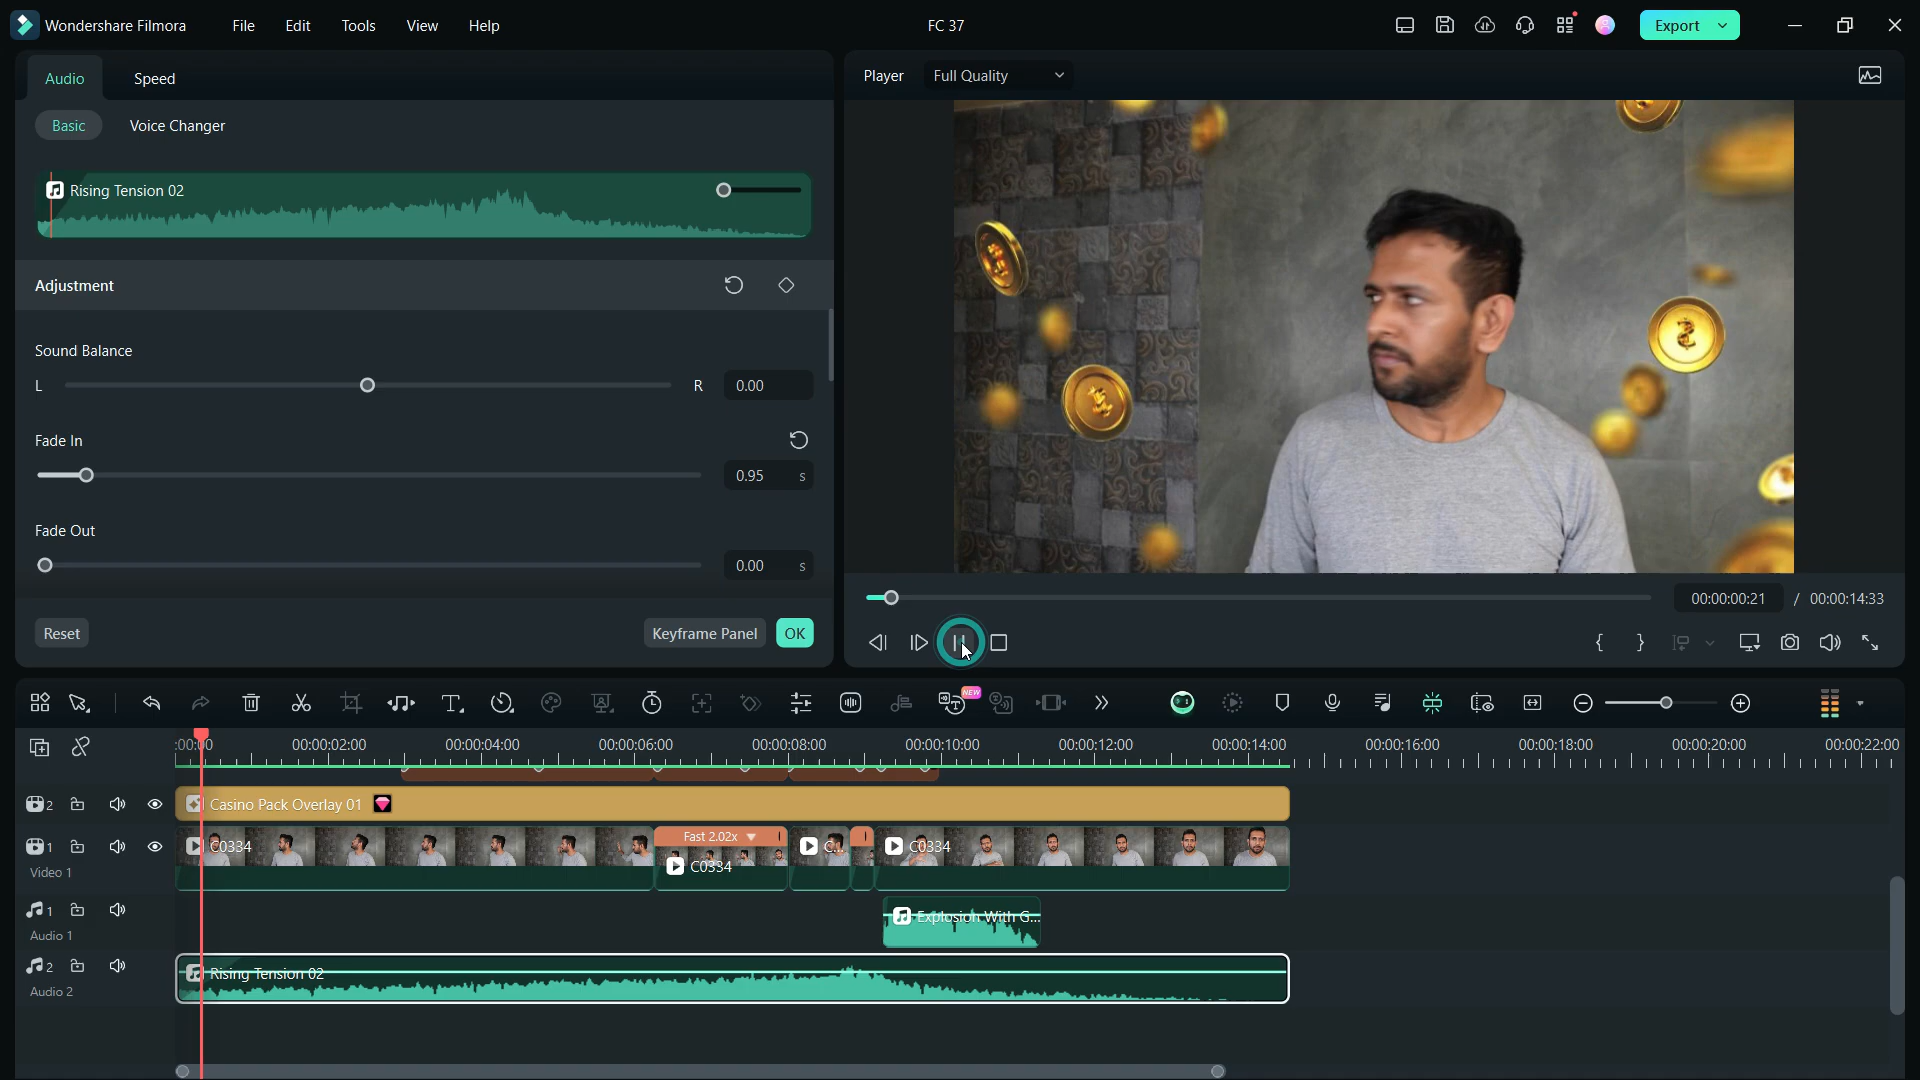 Wondershare Filmora File Edit Tools View Help FC 37 Export
Audio Speed
Player Full Quality
Basic Voice Changer
Rising Tension 02
Adjustment
Sound Balance
L R 0.00
Fade In
0.95 s
Fade Out
0.00 s
Reset Keyframe Panel OK
00:00:00:21 / 00:00:14:33
{ }
NEW
:00:00 00:00:02:00 00:00:04:00 00:00:06:00 00:00:08:00 00:00:10:00 00:00:12:00 00:00:14:00 00:00:16:00 00:00:18:00 00:00:20:00 00:00:22:00
2 Casino Pack Overlay 01
Fast 2.02x
1 C0334 C... C0334
C0334
Video 1
1 Explosion With G...
Audio 1
2 Rising Tension 02
Audio 2